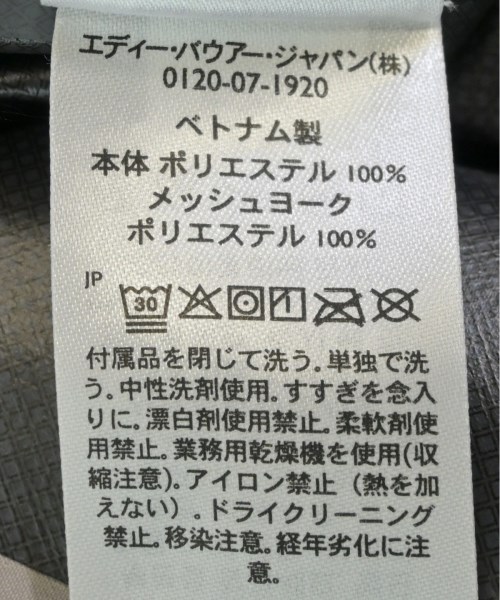 エディー・バウアー・ジャパン(株)
0120-07-1920
ベトナム製
本体 ポリエステル 100%
メッシュヨーク
ポリエステル 100%
JP
30
付属品を閉じて洗う。単独で洗
う。中性洗剤使用。すすぎを念入
りに。漂白剤使用禁止。柔軟剤使
用禁止。業務用乾燥機を使用(収
縮注意)。アイロン禁止（熱を加
えない）。ドライクリーニング
禁止。移染注意。経年劣化に注
意。